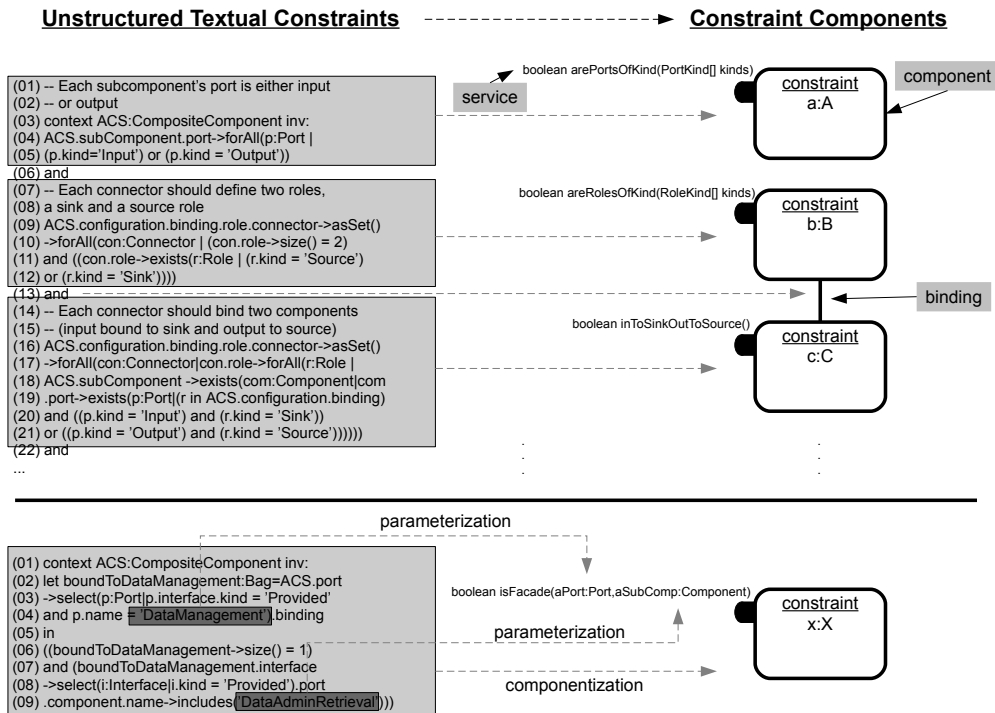 Unstructured Textual Constraints
Constraint Components
(01) -- Each subcomponent's port is either input
(02) -- or output
(03) context ACS:CompositeComponent inv:
(04) ACS.subComponent.port->forAll(p:Port |
(05) (p.kind='Input') or (p.kind = 'Output'))
(06) and
(07) -- Each connector should define two roles,
(08) a sink and a source role
(09) ACS.configuration.binding.role.connector->asSet()
(10) ->forAll(con:Connector | (con.role->size() = 2)
(11) and ((con.role->exists(r:Role | (r.kind = 'Source')
(12) or (r.kind = 'Sink'))))
(13) and
(14) -- Each connector should bind two components
(15) -- (input bound to sink and output to source)
(16) ACS.configuration.binding.role.connector->asSet()
(17) ->forAll(con:Connector|con.role->forAll(r:Role |
(18) ACS.subComponent ->exists(com:Component|com
(19) .port->exists(p:Port|(r in ACS.configuration.binding)
(20) and ((p.kind = 'Input') and (r.kind = 'Sink'))
(21) or ((p.kind = 'Output') and (r.kind = 'Source'))))))
(22) and
...
boolean arePortsOfKind(PortKind[] kinds)
service
constraint
a:A
component
boolean areRolesOfKind(RoleKind[] kinds)
constraint
b:B
binding
boolean inToSinkOutToSource()
constraint
c:C
parameterization
(01) context ACS:CompositeComponent inv:
(02) let boundToDataManagement:Bag=ACS.port
(03) ->select(p:Port|p.interface.kind = 'Provided'
(04) and p.name = 'DataManagement').binding
(05) in
(06) ((boundToDataManagement->size() = 1)
(07) and (boundToDataManagement.interface
(08) ->select(i:Interface|i.kind = 'Provided').port
(09) .component.name->includes('DataAdminRetrieval')))
boolean isFacade(aPort:Port,aSubComp:Component)
parameterization
componentization
constraint
x:X